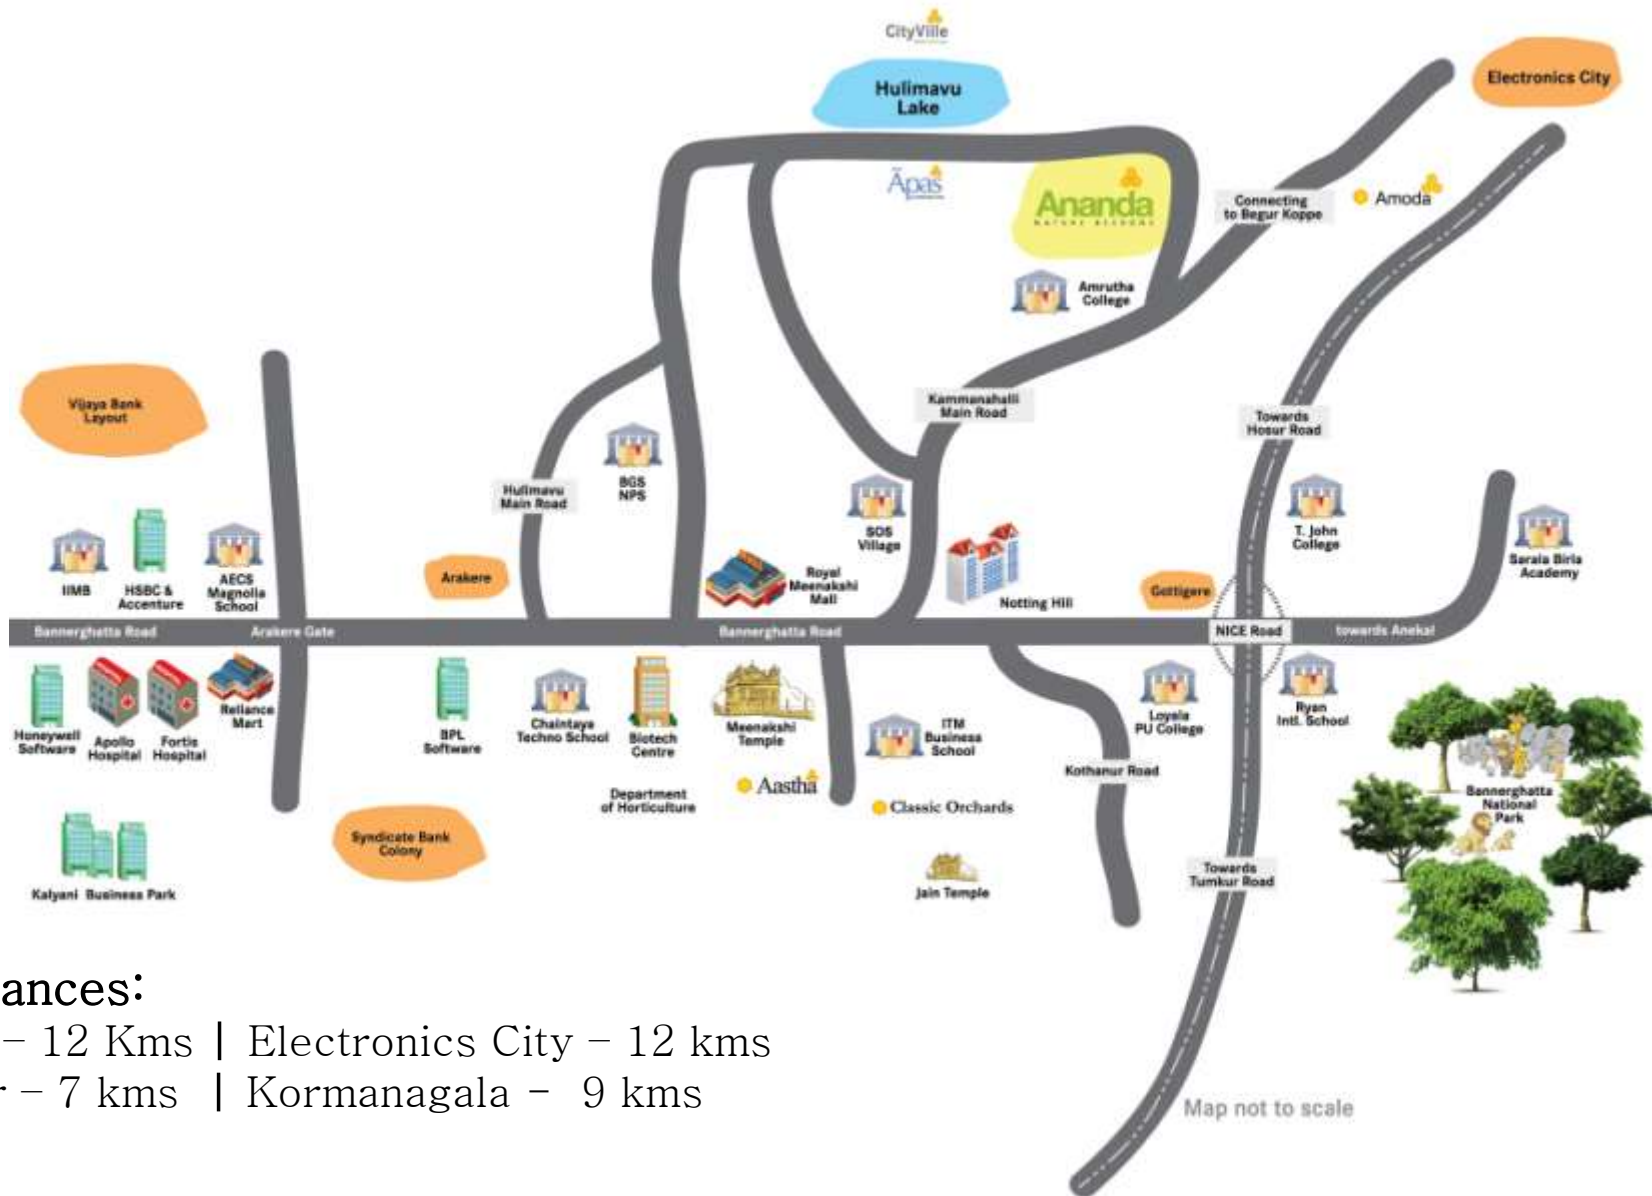 CityVille
Hulimavu
Lake
Electronics City
Apas
Ananda
Connecting
to Begur Koppe
Amoda
Amrutha
College
Vijaya Bank
Layout
Kammanahalli
Main Road
Towards
Hosur Road
Hulimavu
Main Road
BGS
NPS
SOS
Village
T. John
College
Sarala Birla
Academy
IIMB
HSBC &
Accenture
AECS
Magnolia
School
Arakere
Royal
Meenakshi
Mall
Notting Hill
Gottigere
Bannerghatta Road
Arakere Gate
Bannerghatta Road
NICE Road
towards Anekal
Honeywell
Software
Apollo
Hospital
Fortis
Hospital
Reliance
Mart
BPL
Software
Chaintaya
Techno School
Biotech
Centre
Meenakshi
Temple
ITM
Business
School
Loyala
PU College
Ryan
Intl. School
Kothanur Road
Aastha
Department
of Horticulture
Classic Orchards
Bannerghatta
National
Park
Syndicate Bank
Colony
Kalyani Business Park
Jain Temple
Towards
Tumkur Road
ances:
– 12 Kms | Electronics City – 12 kms
r – 7 kms | Kormanagala - 9 kms
Map not to scale